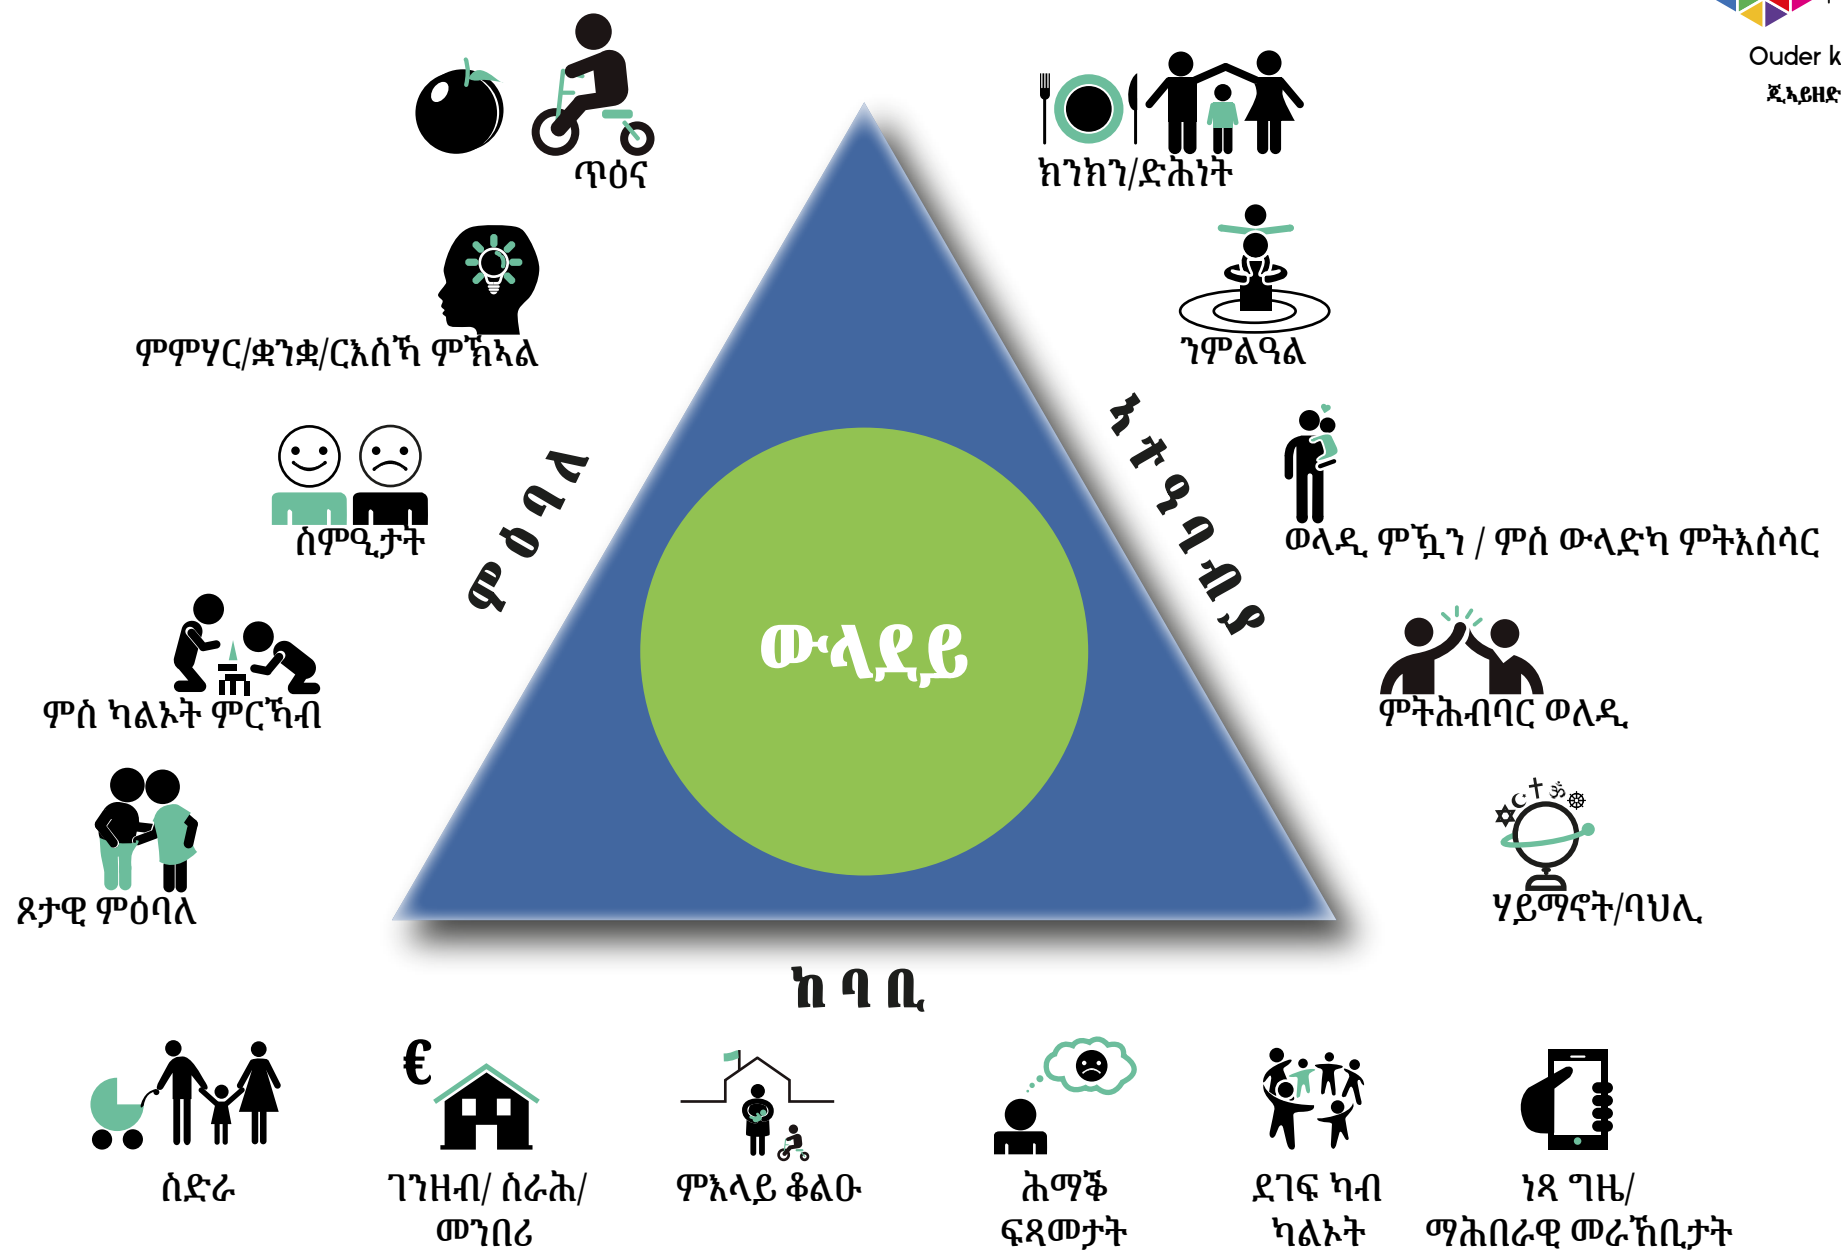 Ouder k
ጂኣይዘድ
ጥዕና
ክንክን/ድሕነት
ምምሃር/ቋንቋ/ርእስኻ ምኽኣል
ንምልዓል
ስምዒታት
ወላዲ ምዃን / ምስ ውላድካ ምትእስሳር
ምዕባለ
ኣተዓባብያ
ውላደይ
ምስ ካልኦት ምርኻብ
ምትሕብባር ወለዲ
ጾታዊ ምዕባለ
ሃይማኖት/ባህሊ
ከባቢ
€
ስድራ
ገንዘብ/ ስራሕ/
መንበሪ
ምእላይ ቆልዑ
ሕማቕ
ፍጻመታት
ደገፍ ካብ
ካልኦት
ነጻ ግዜ/
ማሕበራዊ መራኸቢታት